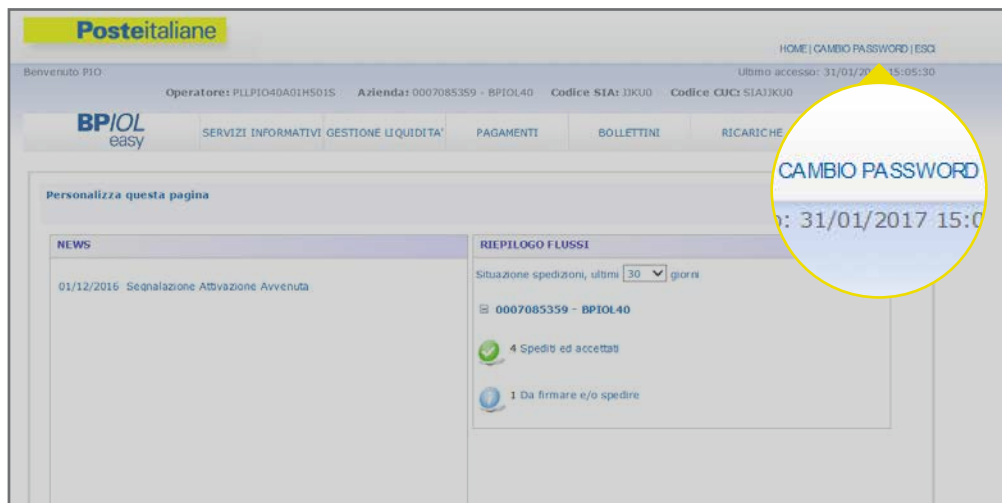 Posteitaliane
HOME | CAMBIO PASSWORD | ESCI
Benvenuto PIO
Ultimo accesso: 31/01/20 15:05:30
Operatore: PLLPIO40A01H501S Azienda: 0007085359 - BPIOL40 Codice SIA: JJKU0 Codice CUC: SIAJJKU0
BPIOL
easy
SERVIZI INFORMATIVI GESTIONE LIQUIDITA' PAGAMENTI BOLLETTINI RICARICHE
CAMBIO PASSWORD
o: 31/01/2017 15:0
Personalizza questa pagina
NEWS
01/12/2016 Segnalazione Attivazione Avvenuta
RIEPILOGO FLUSSI
Situazione spedizioni, ultimi 30 giorni
0007085359 - BPIOL40
4 Spediti ed accettati
1 Da firmare e/o spedire